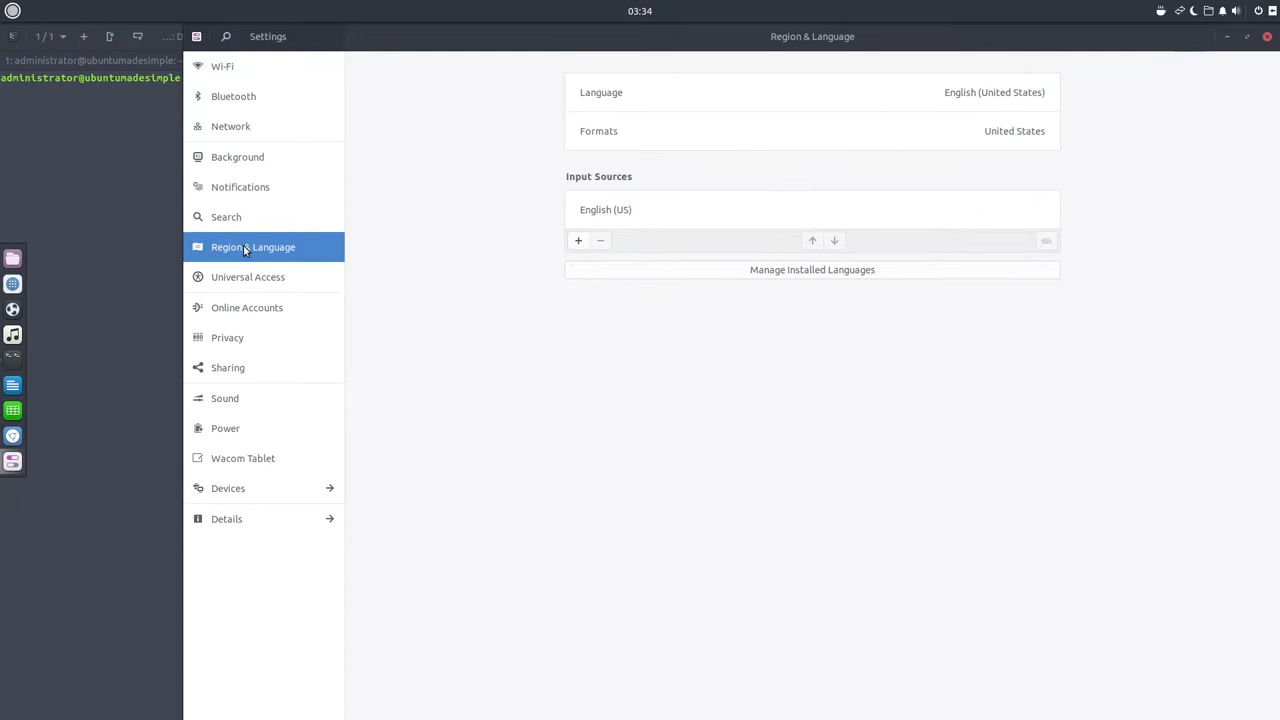 03:34
1 / 1
...: D
Settings
Region & Language
1: administrator@ubuntumadesimple: ~
administrator@ubuntumadesimple
Wi-Fi
Bluetooth
Network
Background
Notifications
Search
Region & Language
Universal Access
Online Accounts
Privacy
Sharing
Sound
Power
Wacom Tablet
Devices
Details
Language
English (United States)
Formats
United States
Input Sources
English (US)
Manage Installed Languages